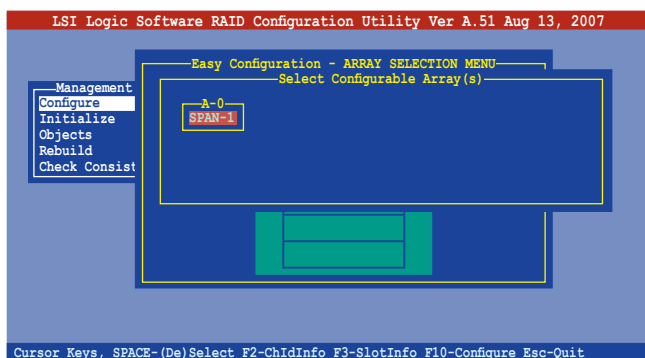 LSI Logic Software RAID Configuration Utility Ver A.51 Aug 13, 2007
Easy Configuration - ARRAY SELECTION MENU
Select Configurable Array(s)
Management
Configure
Initialize
Objects
Rebuild
Check Consist
A-0
SPAN-1
Cursor Keys, SPACE-(De)Select F2-ChIdInfo F3-SlotInfo F10-Configure Esc-Quit